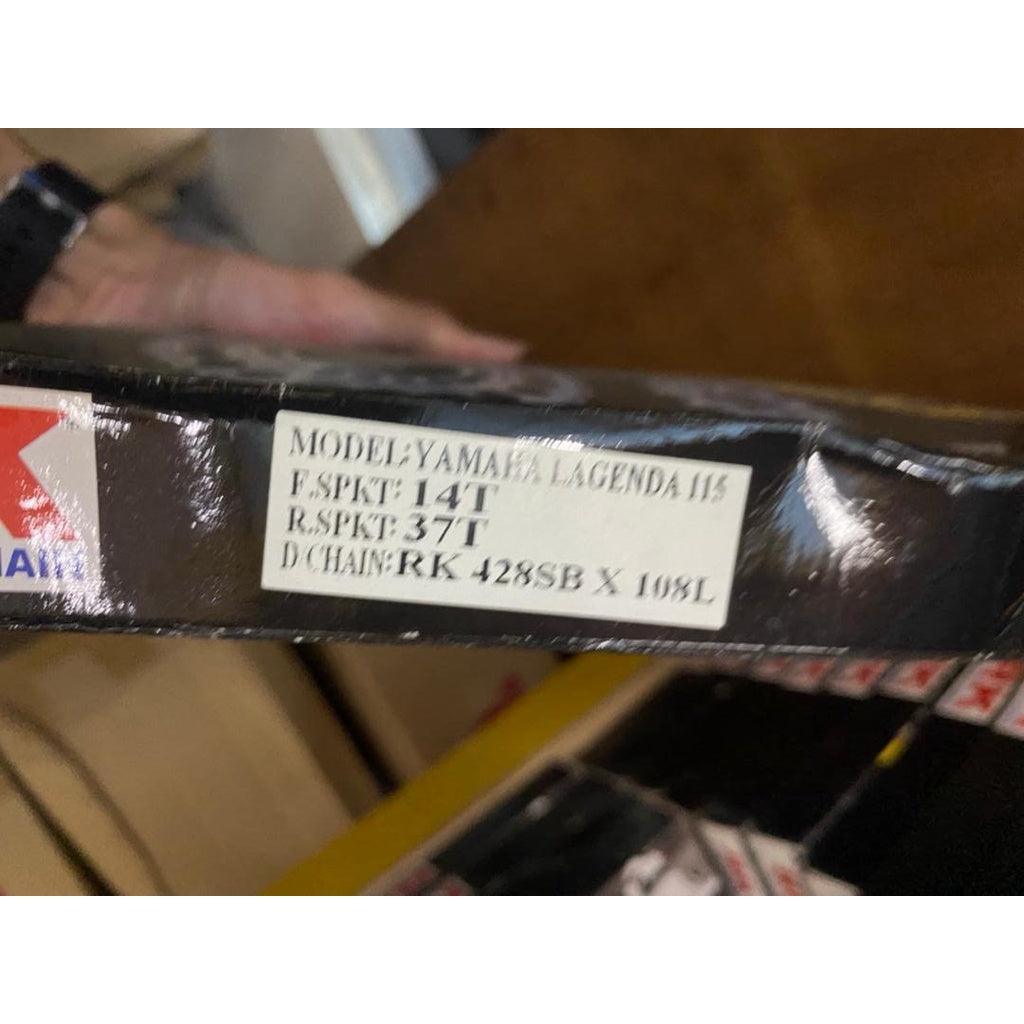 MODEL:YAMAHA LAGENDA 115
F.SPKT: 14T
R.SPKT: 37T
D/CHAIN:RK 428SB X 108L